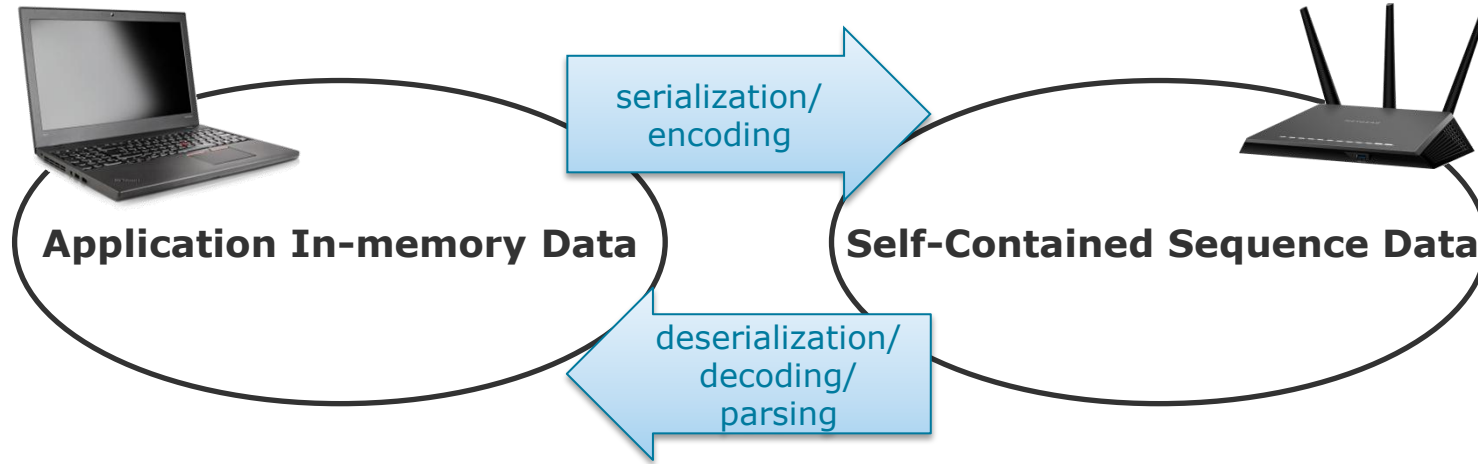 serialization/
encoding
Application In-memory Data
Self-Contained Sequence Data
deserialization/
decoding/
parsing